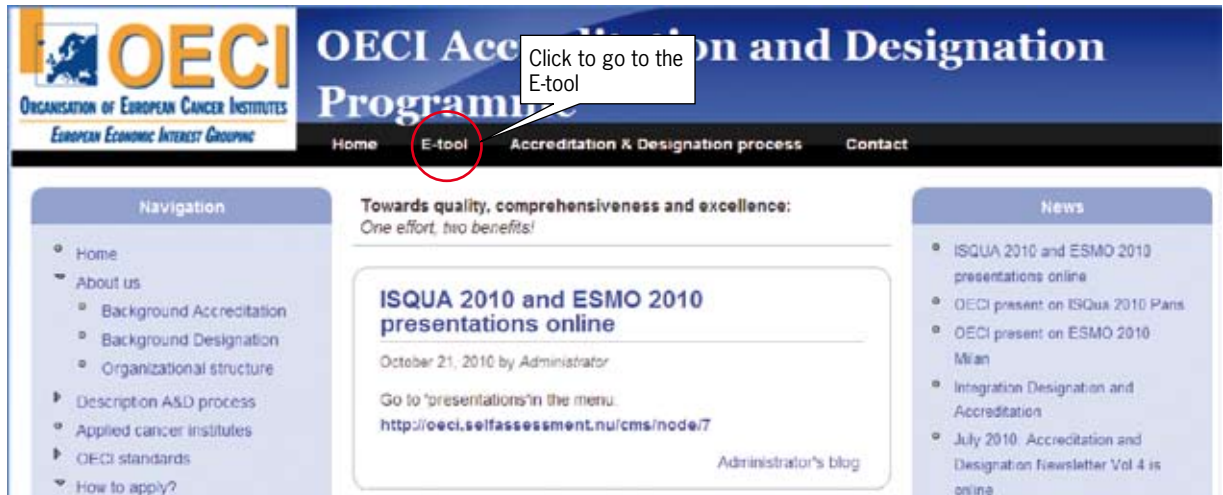 OECI
ORGANISATION OF EUROPEAN CANCER INSTITUTES
EUROPEAN ECONOMIC INTEREST GROUPING
OECI Accreditation and Designation
Programme
Click to go to the
E-tool
Home E-tool Accreditation & Designation process Contact
Navigation
Home
About us
Background Accreditation
Background Designation
Organizational structure
Description A&D process
Applied cancer institutes
OECI standards
How to apply?
Towards quality, comprehensiveness and excellence:
One effort, two benefits!
ISQUA 2010 and ESMO 2010
presentations online
October 21, 2010 by Administrator
Go to 'presentations'in the menu.
http://oeci.selfassessment.nu/cms/node/7
Administrator's blog
News
ISQUA 2010 and ESMO 2010
presentations online
OECI present on ISQua 2010 Paris
OECI present on ESMO 2010
Milan
Integration Designation and
Accreditation
July 2010: Accreditation and
Designation Newsletter Vol 4 is
online